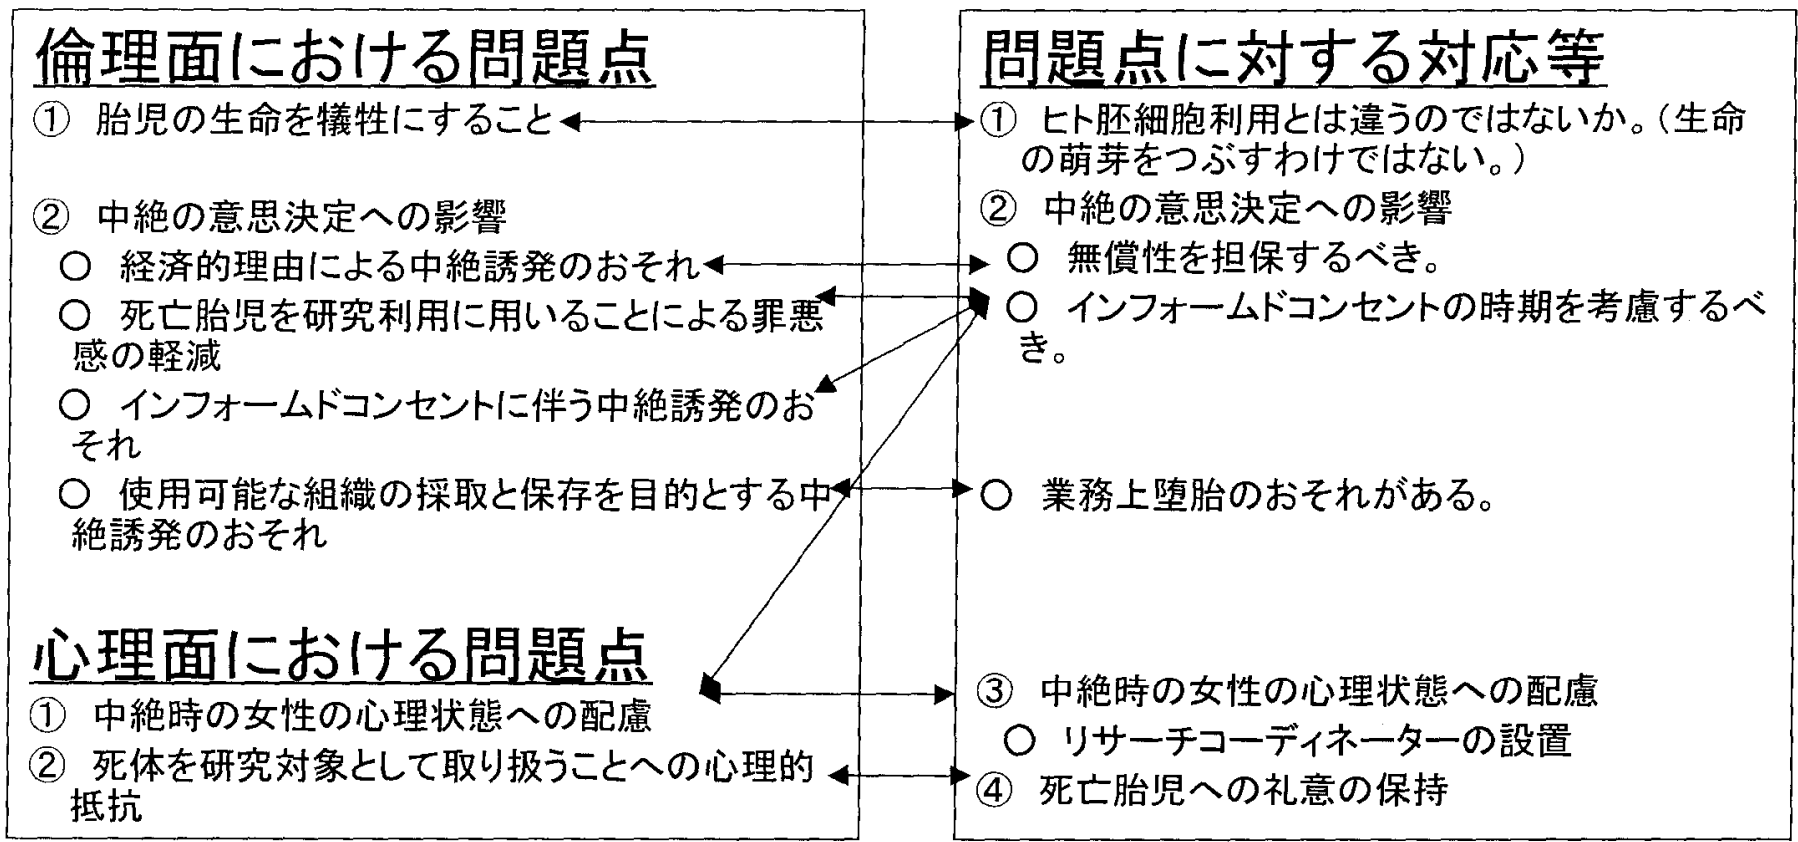 倫理面における問題点
① 胎児の生命を犠牲にすること
② 中絶の意思決定への影響
○ 経済的理由による中絶誘発のおそれ
○ 死亡胎児を研究利用に用いることによる罪悪
感の軽減
○ インフォームドコンセントに伴う中絶誘発のお
それ
○ 使用可能な組織の採取と保存を目的とする中
絶誘発のおそれ
心理面における問題点
① 中絶時の女性の心理状態への配慮
② 死体を研究対象として取り扱うことへの心理的
抵抗
問題点に対する対応等
① ヒト胚細胞利用とは違うのではないか。（生命
の萌芽をつぶすわけではない。）
② 中絶の意思決定への影響
○ 無償性を担保するべき。
○ インフォームドコンセントの時期を考慮するべ
き。
○ 業務上堕胎のおそれがある。
③ 中絶時の女性の心理状態への配慮
○ リサーチコーディネーターの設置
④ 死亡胎児への礼意の保持